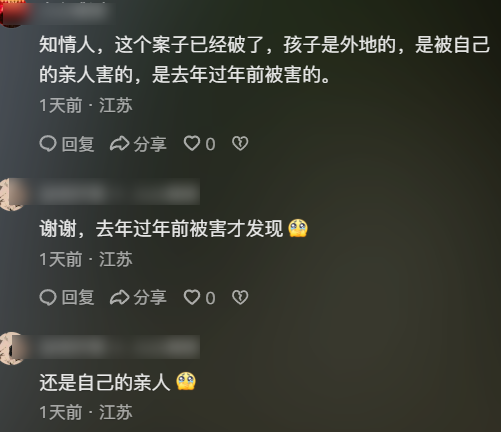 知情人，这个案子已经破了，孩子是外地的，是被自己
的亲人害的，是去年过年前被害的。
1天前 · 江苏
回复 分享 0
谢谢，去年过年前被害才发现🥹
1天前 · 江苏
回复 分享 0
还是自己的亲人🥹
1天前 · 江苏